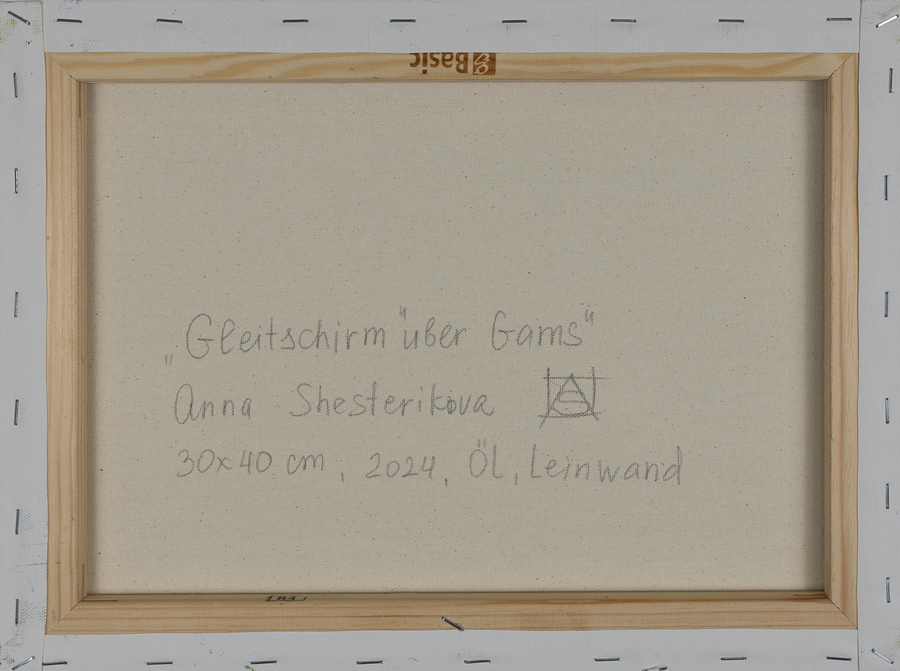 Basic
„Gleitschirm über Gams“
Anna Shesterikova
30x40 cm, 2024, Öl, Leinwand